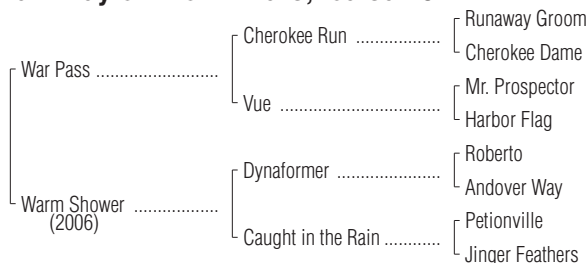 Runaway Groom
Cherokee Run ........................
Cherokee Dame
War Pass ..............................
Mr. Prospector
Vue ........................................
Harbor Flag
Roberto
Dynaformer ..........................
Andover Way
Warm Shower .....................
(2006)
Petionville
Caught in the Rain ............
Jinger Feathers